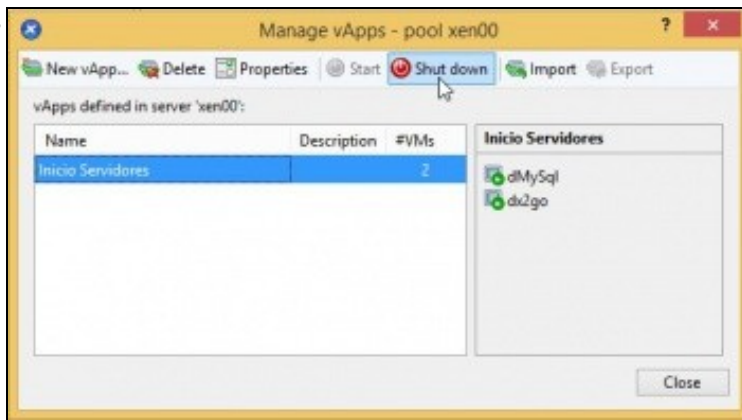 Manage vApps - pool xen00
?
New vApp... Delete Properties Start Shut down Import Export
vApps defined in server 'xen00':
Name Description #VMs
Inicio Servidores 2
Inicio Servidores
dMySql
dx2go
Close